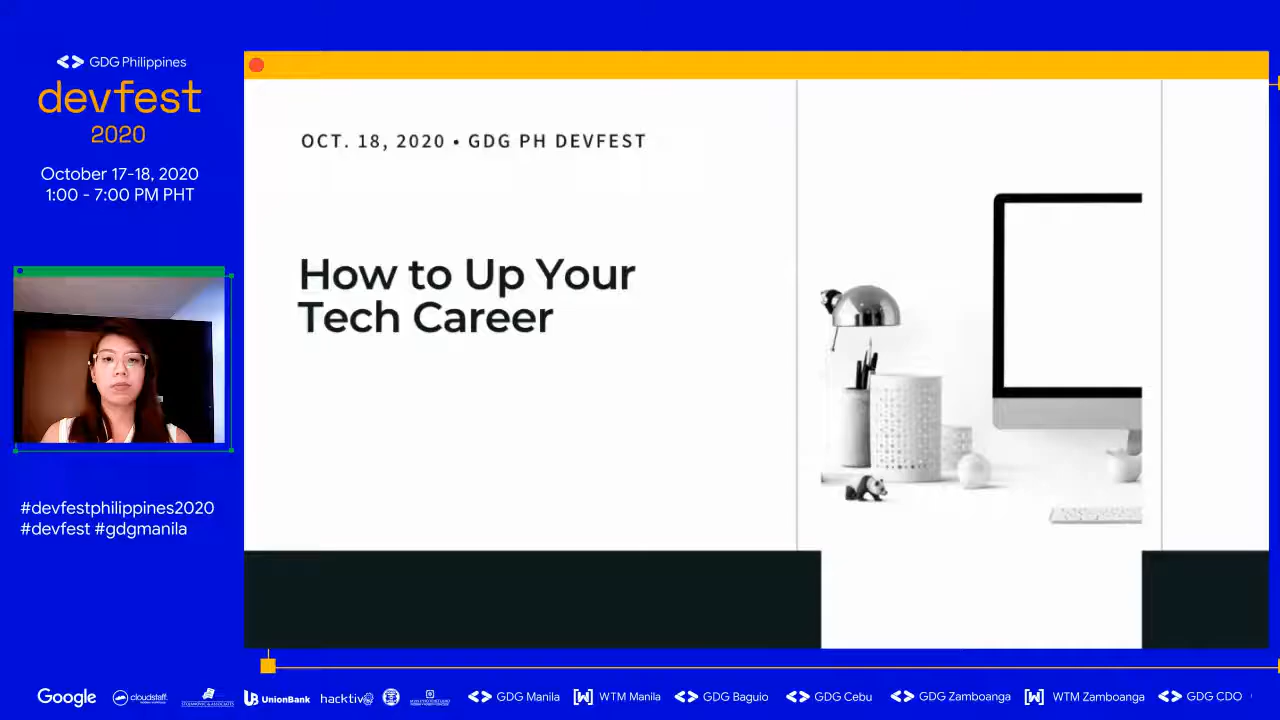 GDG Philippines
devfest
2020
October 17-18, 2020
1:00 - 7:00 PM PHT
#devfestphilippines2020
#devfest #gdgmanila
OCT. 18, 2020 • GDG PH DEVFEST
How to Up Your
Tech Career
Google
cloudstaff
UnionBank
hacktiv8
GDG Manila
WTM Manila
GDG Baguio
GDG Cebu
GDG Zamboanga
WTM Zamboanga
GDG CDO